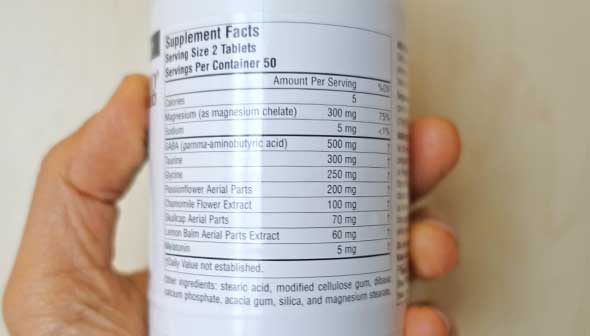 Supplement Facts
Serving Size 2 Tablets
Servings Per Container 50
Amount Per Serving %DV
Calories 5
Magnesium (as magnesium chelate) 300 mg 75%
Sodium 5 mg <1%
GABA (gamma-aminobutyric acid) 500 mg †
Taurine 300 mg †
Glycine 250 mg †
Passionflower Aerial Parts 200 mg †
Chamomile Flower Extract 100 mg †
Skullcap Aerial Parts 70 mg †
Lemon Balm Aerial Parts Extract 60 mg †
Melatonin 5 mg †
†Daily Value not established.
Other ingredients: stearic acid, modified cellulose gum, dibasic
calcium phosphate, acacia gum, silica, and magnesium stearate.